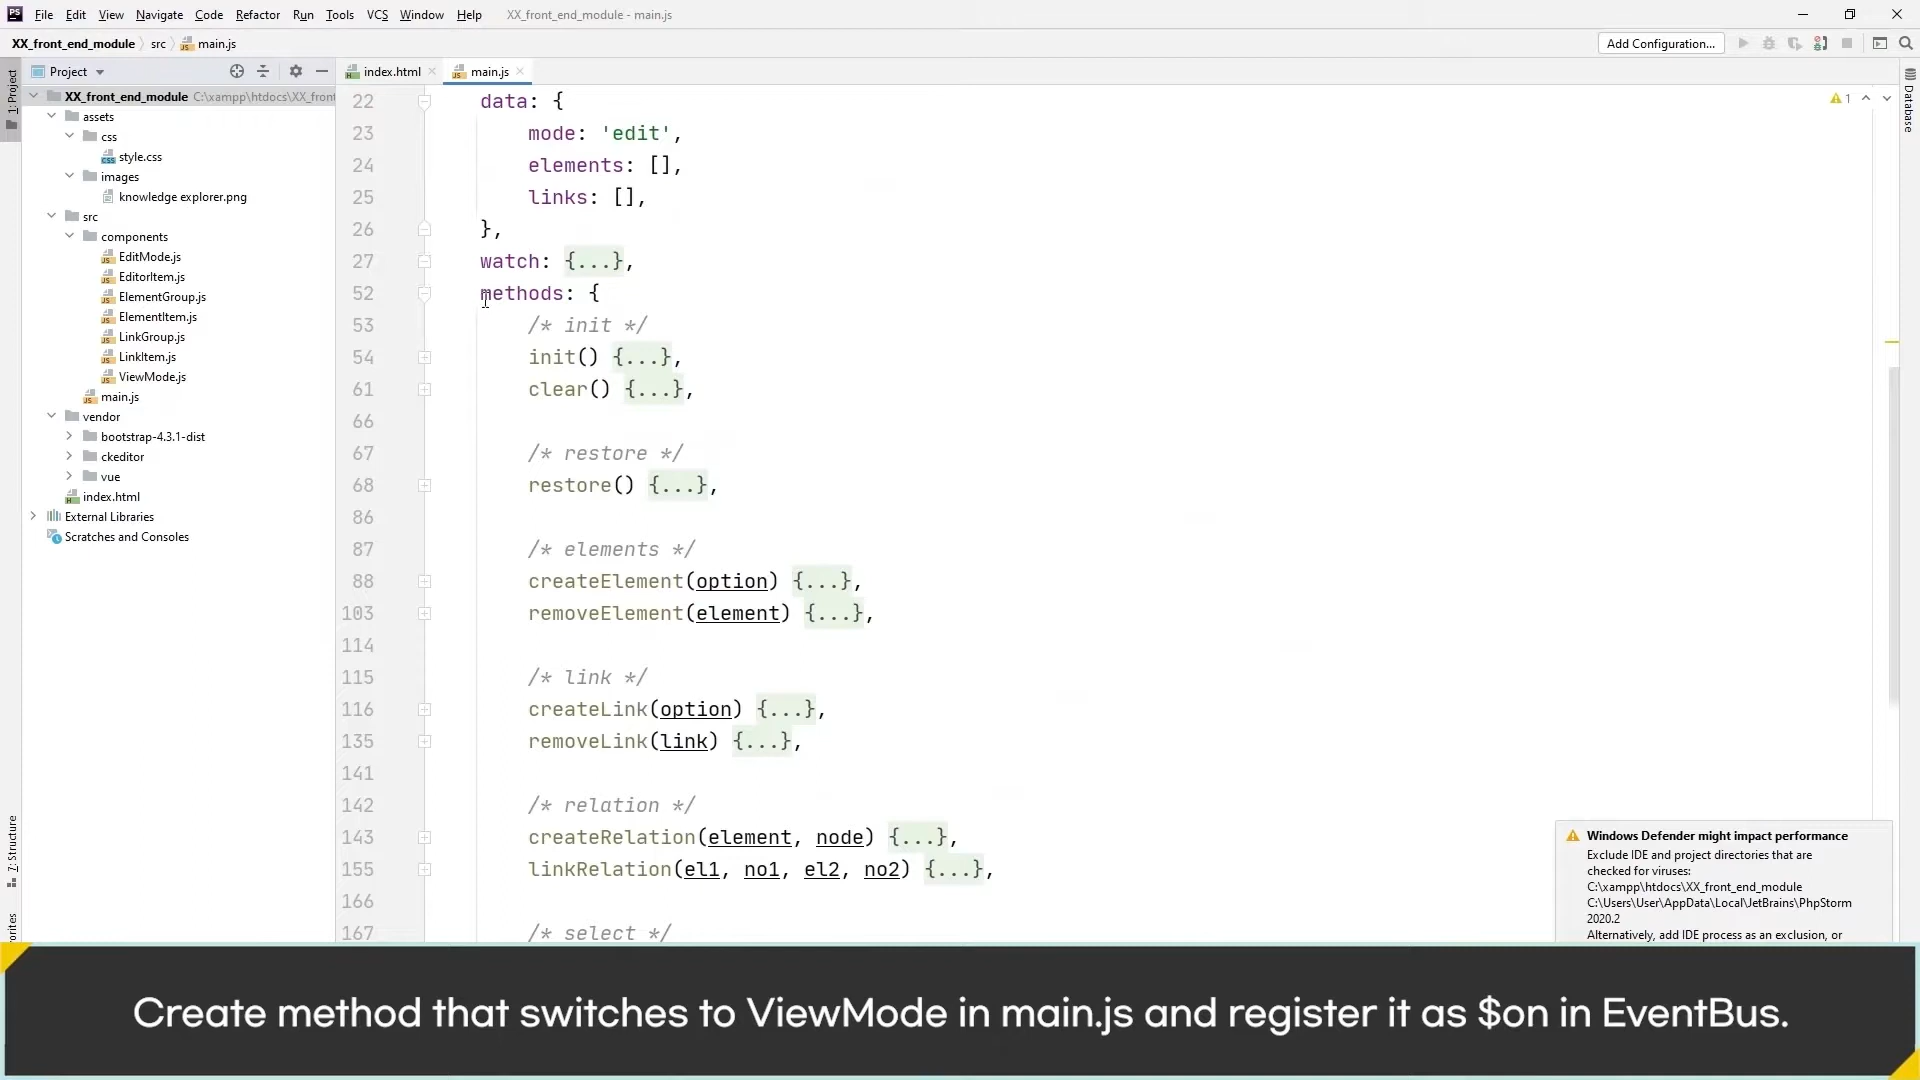 PS File Edit View Navigate Code Refactor Run Tools VCS Window Help XX_front_end_module - main.js
XX_front_end_module src main.js Add Configuration...
1: Project
Project
index.html main.js
XX_front_end_module C:\xampp\htdocs\XX_front
assets
css
style.css
images
knowledge explorer.png
src
components
EditMode.js
EditorItem.js
ElementGroup.js
ElementItem.js
LinkGroup.js
LinkItem.js
ViewMode.js
main.js
vendor
bootstrap-4.3.1-dist
ckeditor
vue
index.html
External Libraries
Scratches and Consoles
7: Structure
1
Database
22 data: {
23 mode: 'edit',
24 elements: [],
25 links: [],
26 },
27 watch: {...},
52 methods: {
53 /* init */
54 init() {...},
61 clear() {...},
66
67 /* restore */
68 restore() {...},
86
87 /* elements */
88 createElement(option) {...},
103 removeElement(element) {...},
114
115 /* link */
116 createLink(option) {...},
135 removeLink(link) {...},
141
142 /* relation */
143 createRelation(element, node) {...},
155 linkRelation(el1, no1, el2, no2) {...},
166
167 /* select */
Windows Defender might impact performance
Exclude IDE and project directories that are
checked for viruses:
C:\xampp\htdocs\XX_front_end_module
C:\Users\User\AppData\Local\JetBrains\PhpStorm
2020.2
Alternatively, add IDE process as an exclusion, or
Create method that switches to ViewMode in main.js and register it as $on in EventBus.